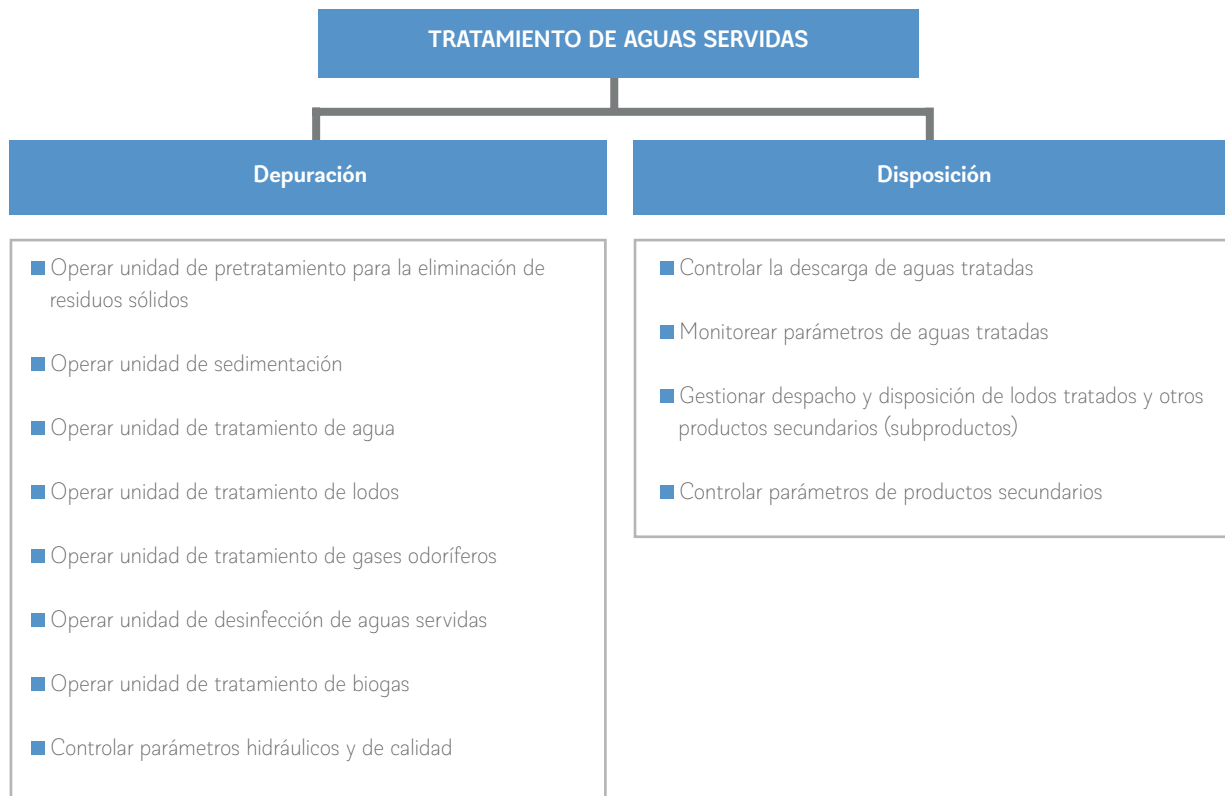 TRATAMIENTO DE AGUAS SERVIDAS
Depuración
Operar unidad de pretratamiento para la eliminación de
residuos sólidos
Operar unidad de sedimentación
Operar unidad de tratamiento de agua
Operar unidad de tratamiento de lodos
Operar unidad de tratamiento de gases odoríferos
Operar unidad de desinfección de aguas servidas
Operar unidad de tratamiento de biogas
Controlar parámetros hidráulicos y de calidad
Disposición
Controlar la descarga de aguas tratadas
Monitorear parámetros de aguas tratadas
Gestionar despacho y disposición de lodos tratados y otros
productos secundarios (subproductos)
Controlar parámetros de productos secundarios